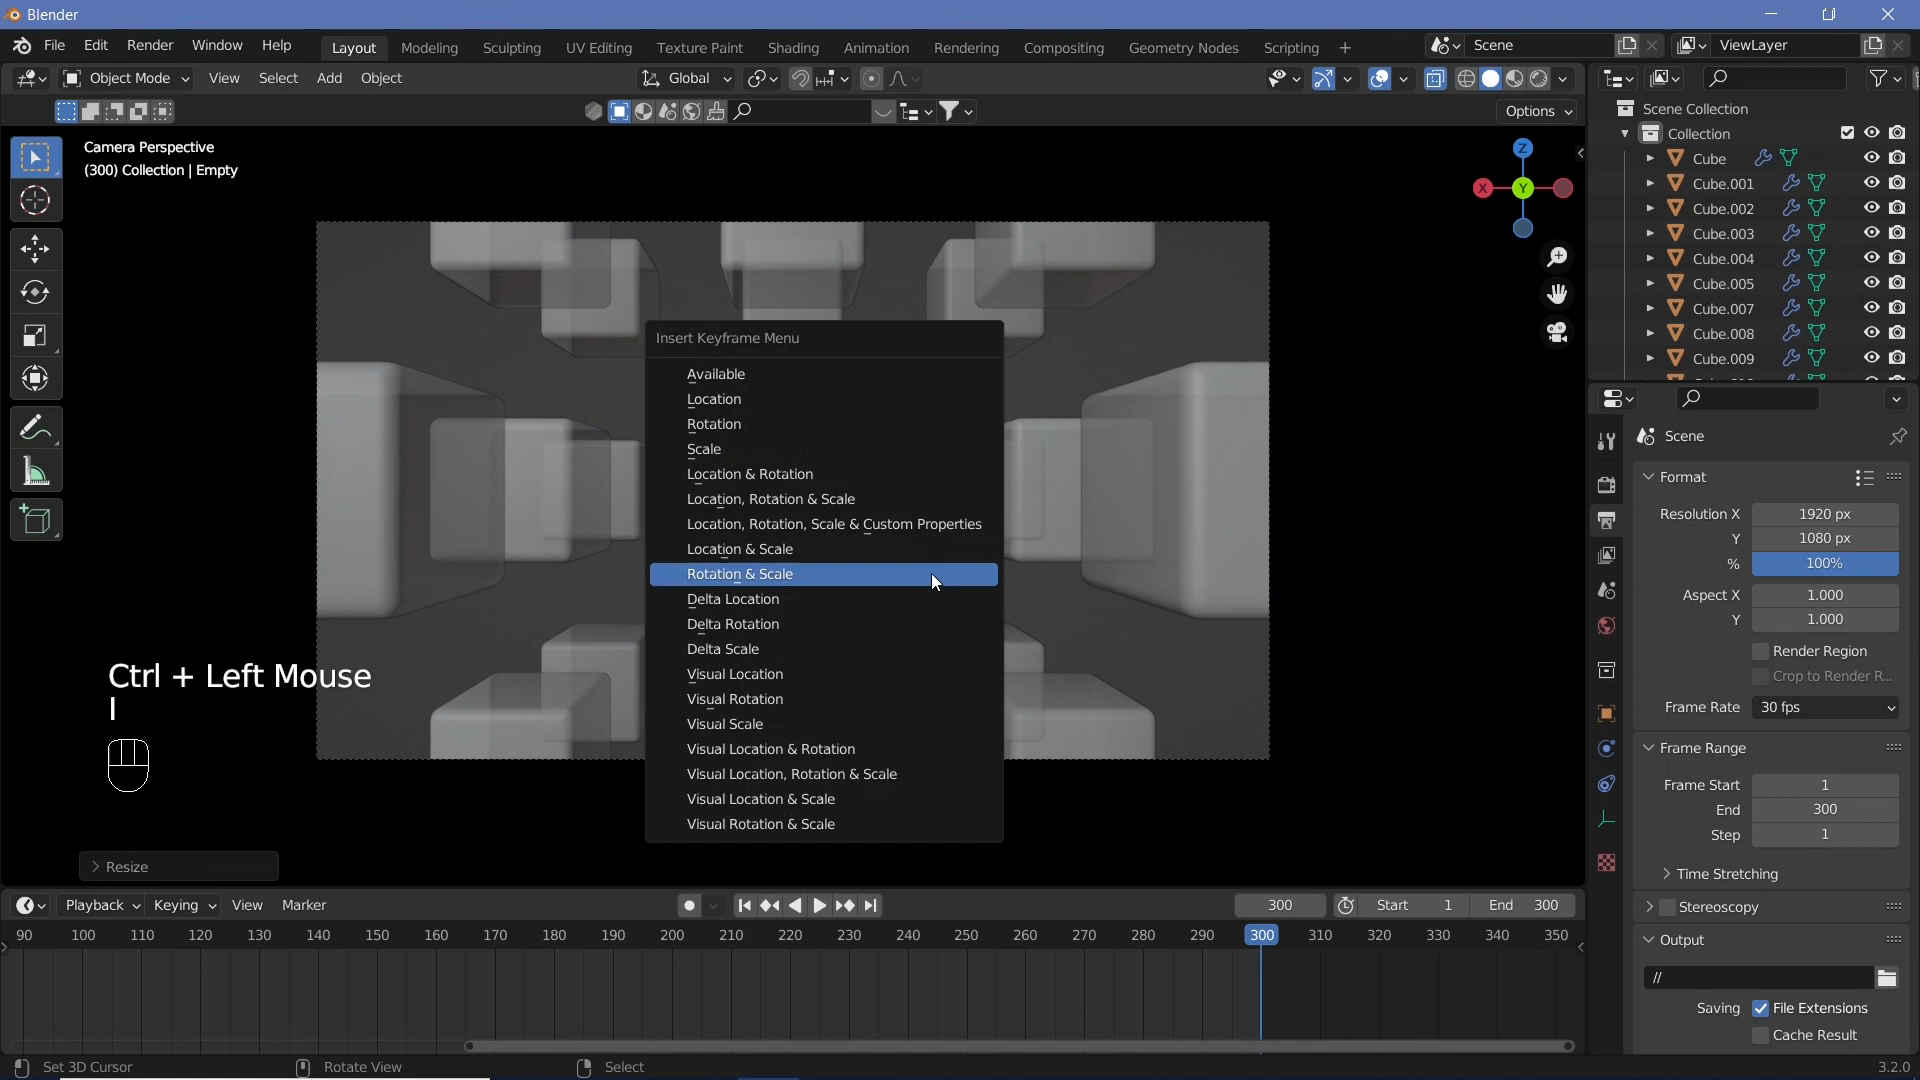 Blender
File Edit Render Window Help
Layout Modeling Sculpting UV Editing Texture Paint Shading Animation Rendering Compositing Geometry Nodes Scripting +
Scene
ViewLayer
Object Mode View Select Add Object
Global
Options
Camera Perspective
(300) Collection | Empty
Z
X
Y
Scene Collection
Collection
Cube
Cube.001
Cube.002
Cube.003
Cube.004
Cube.005
Cube.007
Cube.008
Cube.009
Insert Keyframe Menu
Available
Location
Rotation
Scale
Location & Rotation
Location, Rotation & Scale
Location, Rotation, Scale & Custom Properties
Location & Scale
Rotation & Scale
Delta Location
Delta Rotation
Delta Scale
Visual Location
Visual Rotation
Visual Scale
Visual Location & Rotation
Visual Location, Rotation & Scale
Visual Location & Scale
Visual Rotation & Scale
Ctrl + Left Mouse
I
Resize
Scene
Format
Resolution X 1920 px
Y 1080 px
% 100%
Aspect X 1.000
Y 1.000
Render Region
Crop to Render R...
Frame Rate 30 fps
Frame Range
Frame Start 1
End 300
Step 1
Time Stretching
Stereoscopy
Output
//
Saving File Extensions
Cache Result
Playback Keying View Marker
300 Start 1 End 300
90 100 110 120 130 140 150 160 170 180 190 200 210 220 230 240 250 260 270 280 290 300 310 320 330 340 350
Set 3D Cursor Rotate View Select
3.2.0